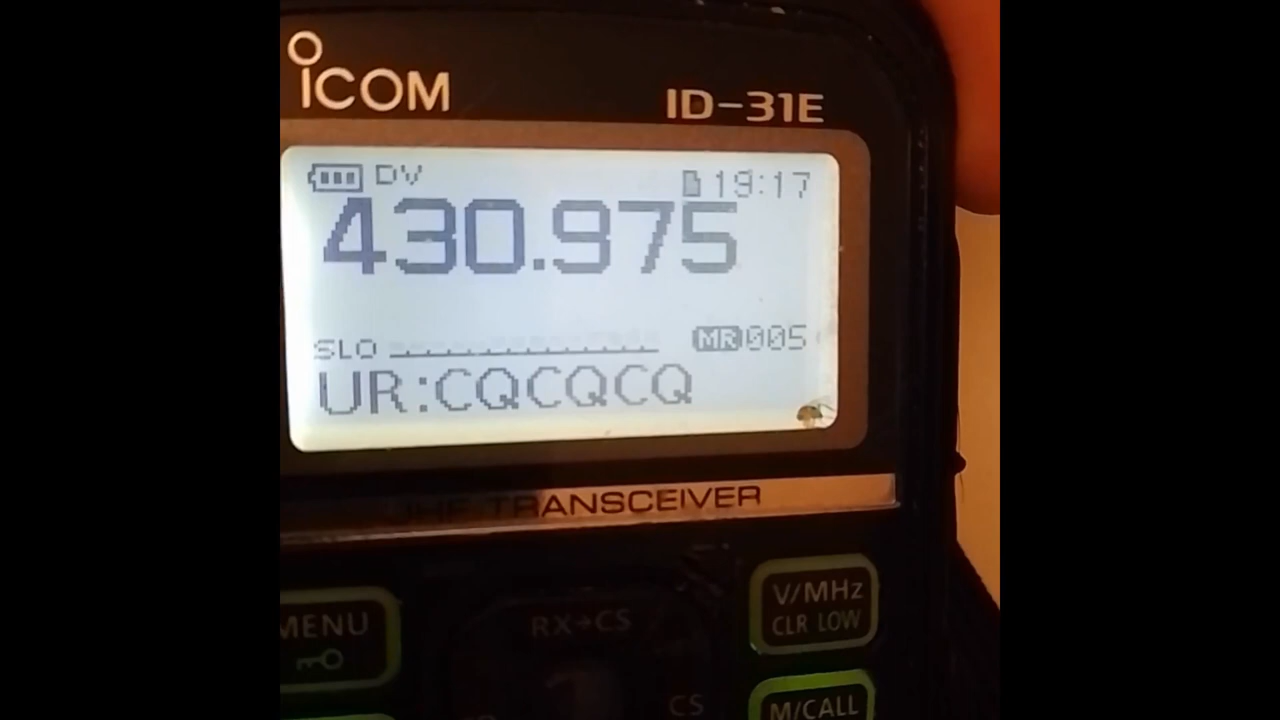 ICOM
ID-31E
DV 19:17
430.975
SLO MR 005
UR:CQCQCQ
UHF TRANSCEIVER
V/MHz
CLR LOW
MENU
RX→CS
CS
M/CALL